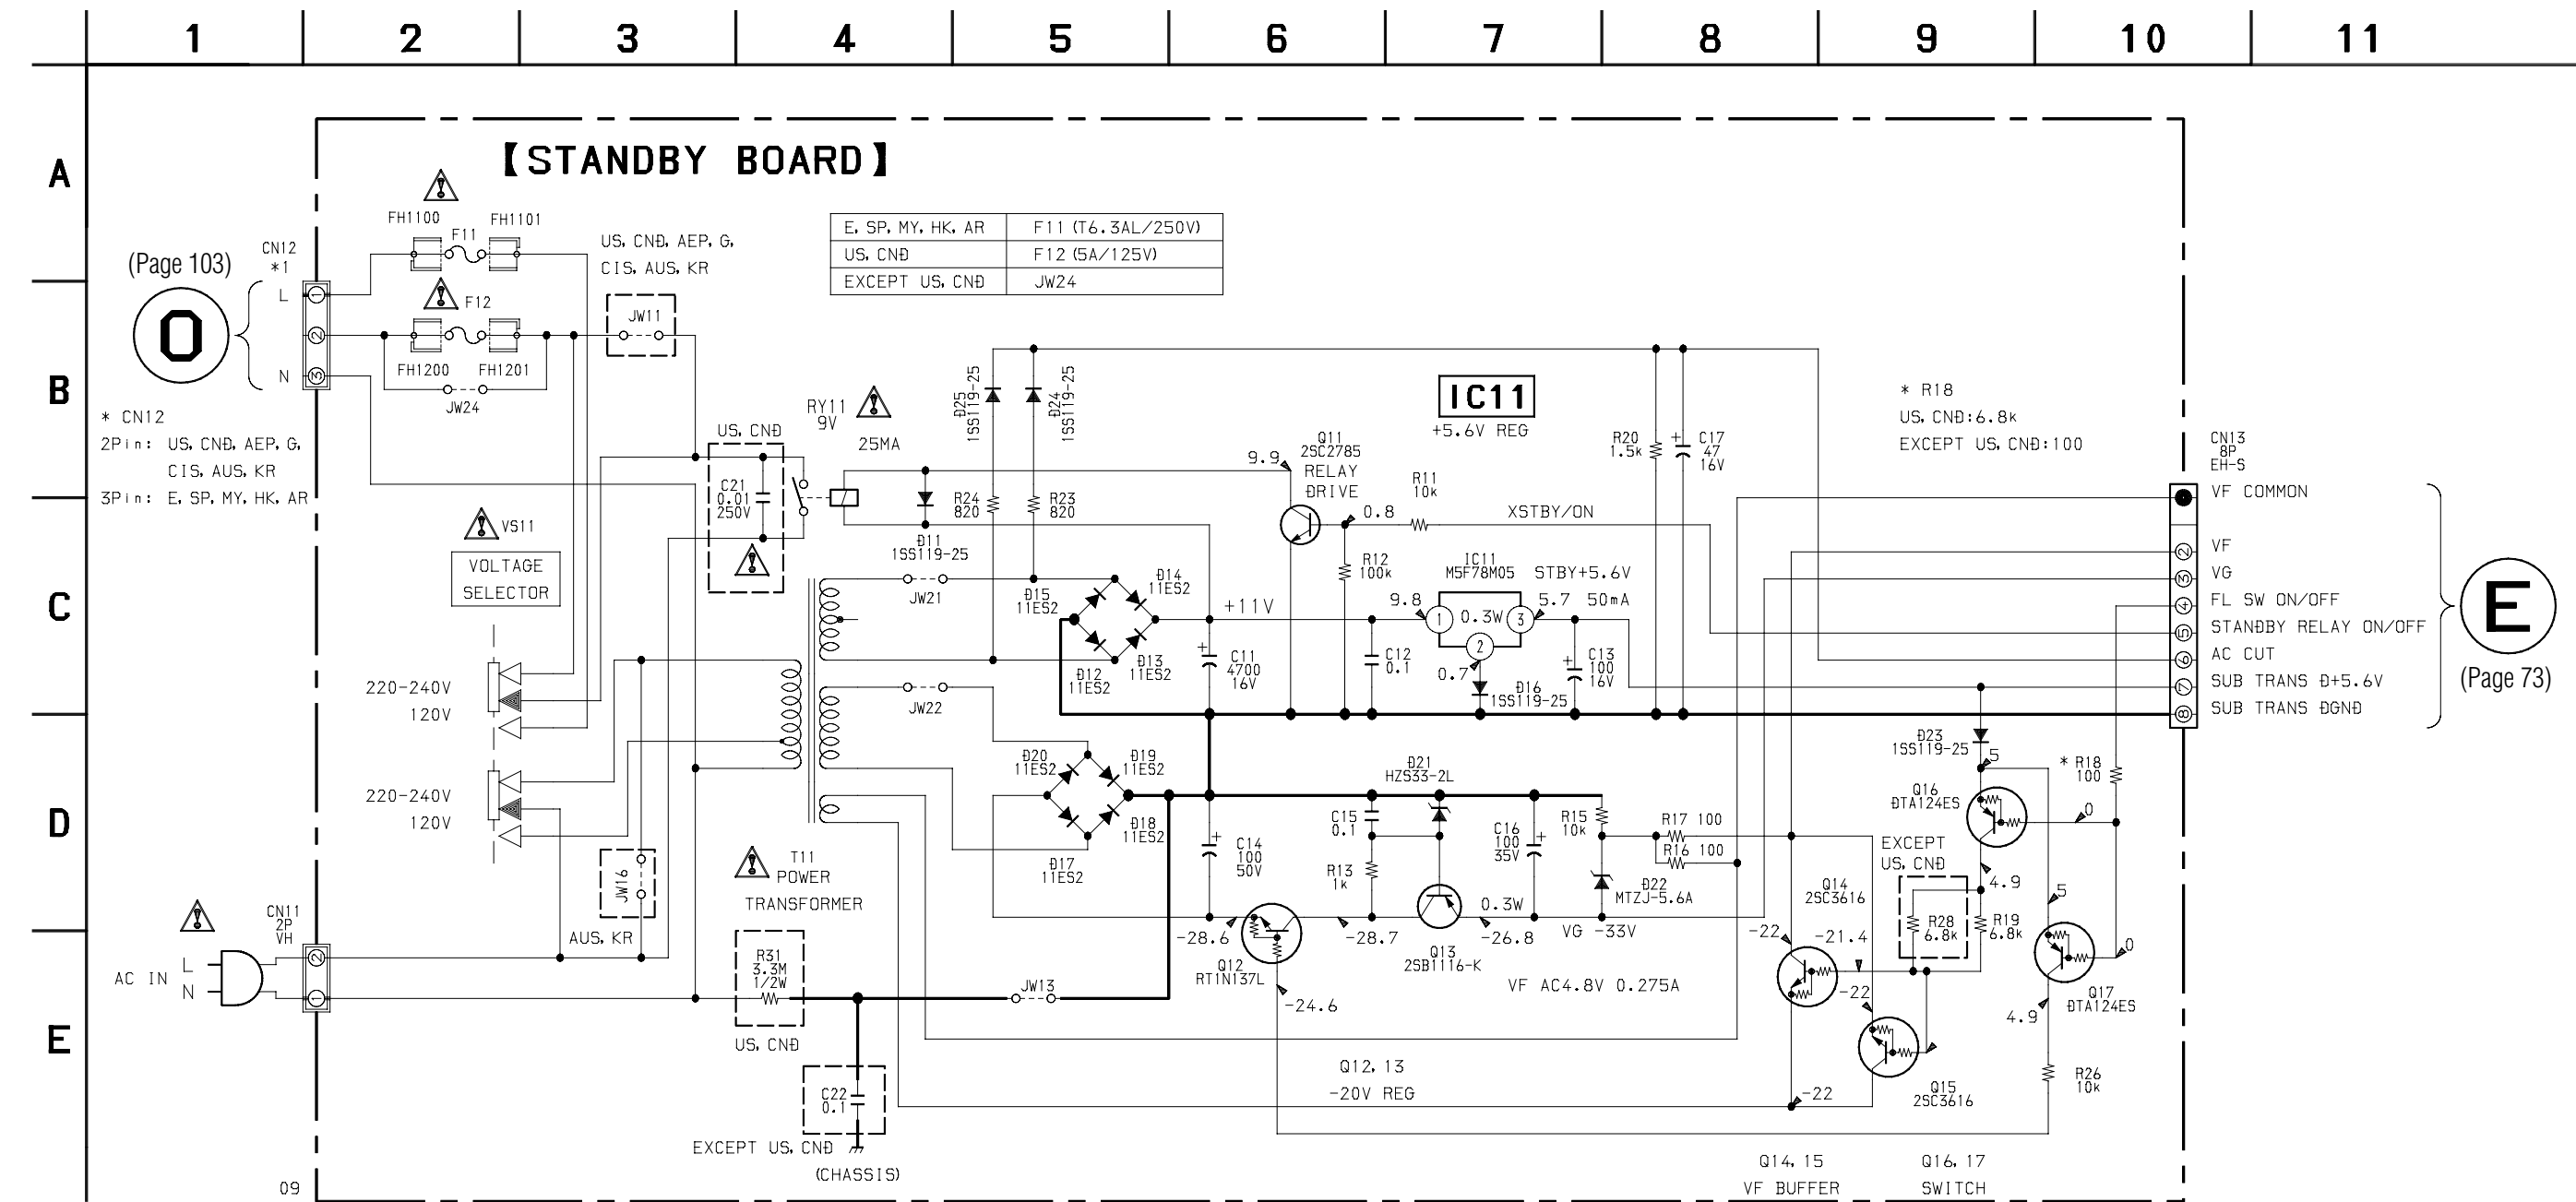 1 2 3 4 5 6 7 8 9 10 11
A
B
C
D
E
【STANDBY BOARD】
FH1100
F11
FH1101
US, CND, AEP, G,
CIS, AUS, KR
E, SP, MY, HK, AR F11 (T6.3AL/250V)
US, CND F12 (5A/125V)
EXCEPT US, CND JW24
(Page 103)
O
CN12
*1
L
N
1
2
3
F12
FH1200
FH1201
JW24
JW11
* CN12
2Pin: US, CND, AEP, G,
CIS, AUS, KR
3Pin: E, SP, MY, HK, AR
VS11
VOLTAGE
SELECTOR
220-240V
120V
220-240V
120V
US, CND
C21
0.01
250V
RY11
9V
25MA
D11
1SS119-25
D25
1SS119-25
D24
1SS119-25
R24
820
R23
820
JW21
JW22
D15
11ES2
D14
11ES2
D12
11ES2
D13
11ES2
+11V
C11
4700
16V
9.9
Q11
2SC2785
RELAY
DRIVE
0.8
R11
10k
R12
100k
XSTBY/ON
IC11
+5.6V REG
IC11
M5F78M05
STBY+5.6V
9.8
1
0.3W
3
2
5.7
50mA
0.7
D16
1SS119-25
C12
0.1
C13
100
16V
R20
1.5k
C17
47
16V
* R18
US, CND:6.8k
EXCEPT US, CND:100
CN13
8P
EH-S
VF COMMON
2
VF
3
VG
4
FL SW ON/OFF
5
STANDBY RELAY ON/OFF
6
AC CUT
7
SUB TRANS D+5.6V
8
SUB TRANS DGND
E
(Page 73)
D20
11ES2
D19
11ES2
D17
11ES2
D18
11ES2
C14
100
50V
C15
0.1
R13
1k
D21
HZS33-2L
C16
100
35V
R15
10k
R17 100
R16 100
D22
MTZJ-5.6A
0.3W
-28.6
-28.7
-26.8
VG -33V
Q12
RT1N137L
Q13
2SB1116-K
-24.6
VF AC4.8V 0.275A
Q12, 13
-20V REG
D23
1SS119-25
5
Q16
DTA124ES
* R18
100
0
EXCEPT
US, CND
4.9
R28
6.8k
R19
6.8k
5
0
Q17
DTA124ES
4.9
R26
10k
Q14
2SC3616
-22
-21.4
-22
-22
Q15
2SC3616
Q14, 15
VF BUFFER
Q16, 17
SWITCH
T11
POWER
TRANSFORMER
JW16
AUS, KR
R31
3.3M
1/2W
US, CND
JW13
C22
0.1
EXCEPT US, CND
(CHASSIS)
CN11
2P
VH
AC IN
L
N
2
1
09